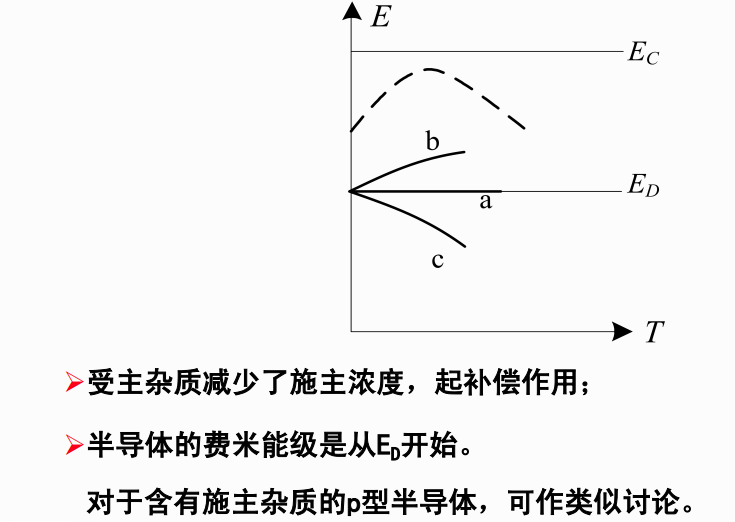 E
E_C
b
E_D
a
c
T
受主杂质减少了施主浓度，起补偿作用；
半导体的费米能级是从E_D开始。
对于含有施主杂质的p型半导体，可作类似讨论。